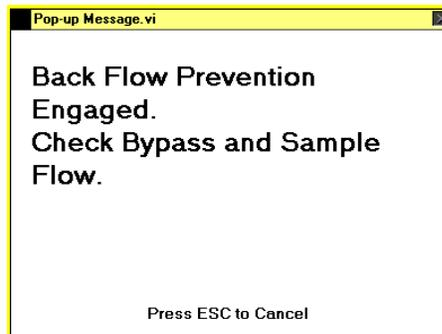 Pop-up Message.vi
Back Flow Prevention
Engaged.
Check Bypass and Sample
Flow.
Press ESC to Cancel